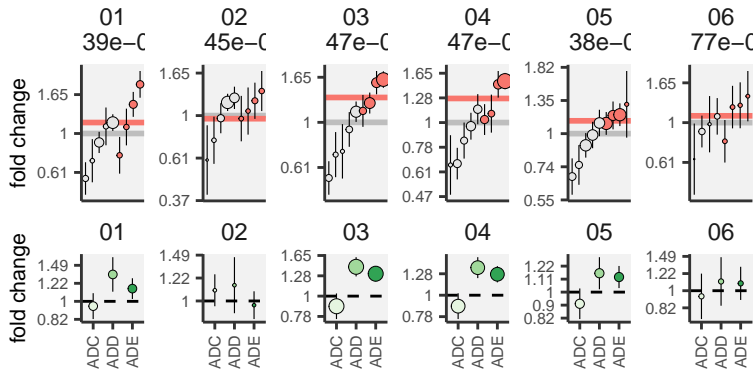 01 02 03 04 05 06
39e−0 45e−0 47e−0 47e−0 38e−0 77e−0
fold change
1.65 1 0.61
1.65 1 0.61 0.37
1.65 1 0.61
1.65 1.28 1 0.61 0.47
1.82 1.35 1 0.74 0.55
1.65 1 0.61
01 02 03 04 05 06
fold change
1.49 1.22 1 0.82
1.49 1.22 1
1.65 1.28 1 0.78
1.28 1 0.78
1.22 1.11 1 0.9 0.82
1.49 1.22 1 0.82
ADC ADD ADE ADC ADD ADE ADC ADD ADE ADC ADD ADE ADC ADD ADE ADC ADD ADE